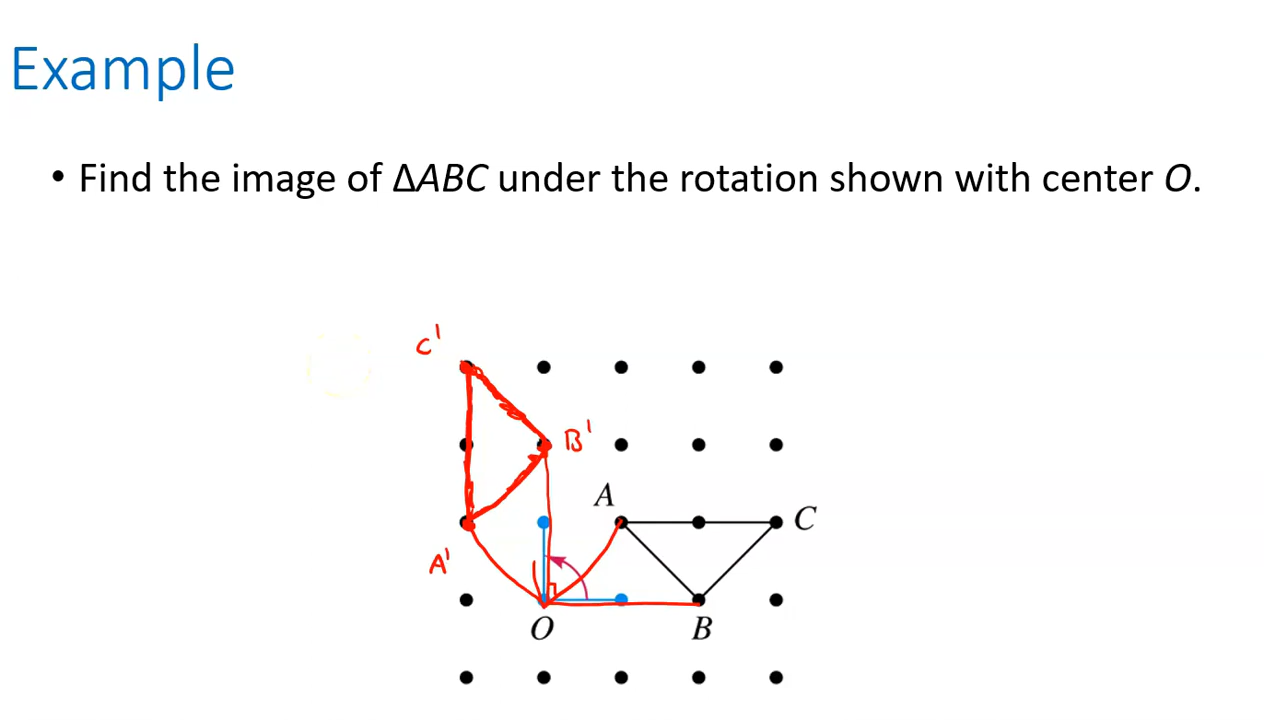 Example
• Find the image of ΔABC under the rotation shown with center O.
C'
B'
A
C
A'
O
B